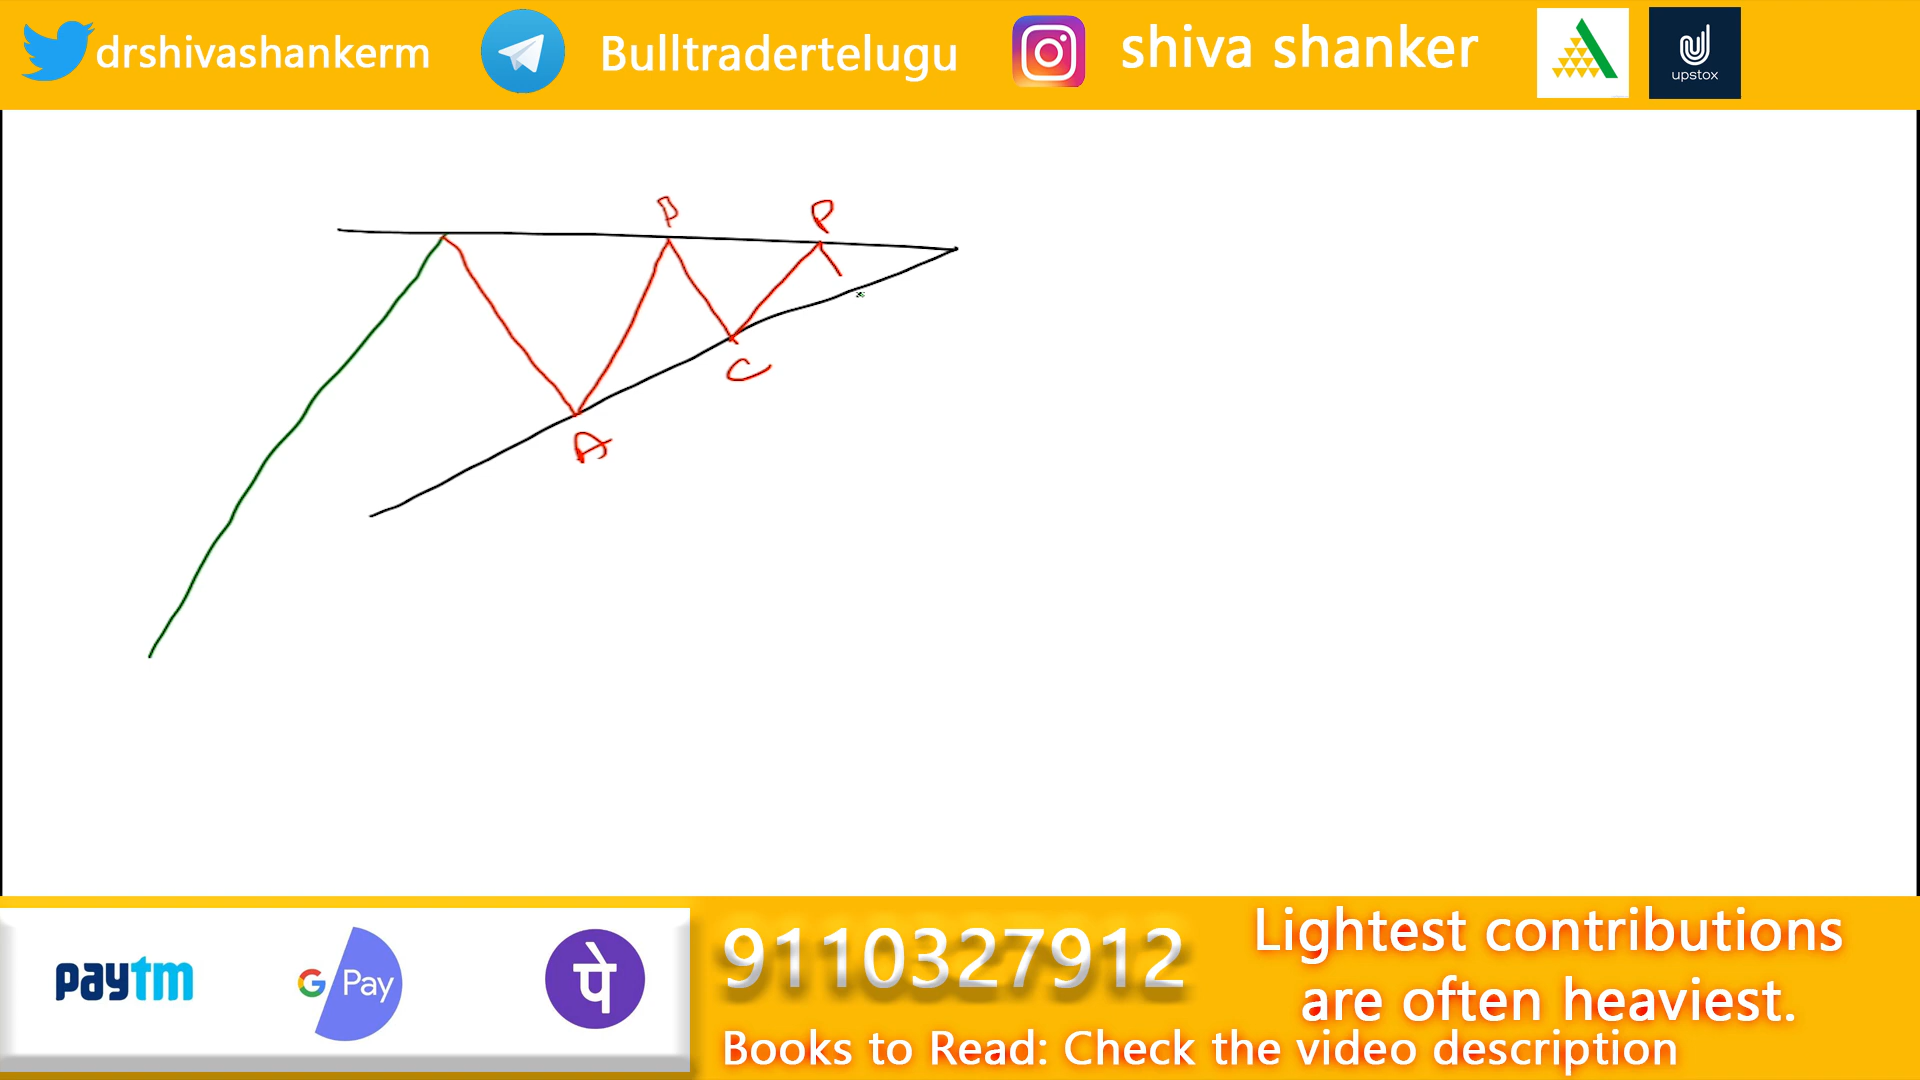 drshivashankerm
Bulltradertelugu
shiva shanker
upstox
B
P
C
A
paytm
G Pay
पे
9110327912
Lightest contributions
are often heaviest.
Books to Read: Check the video description